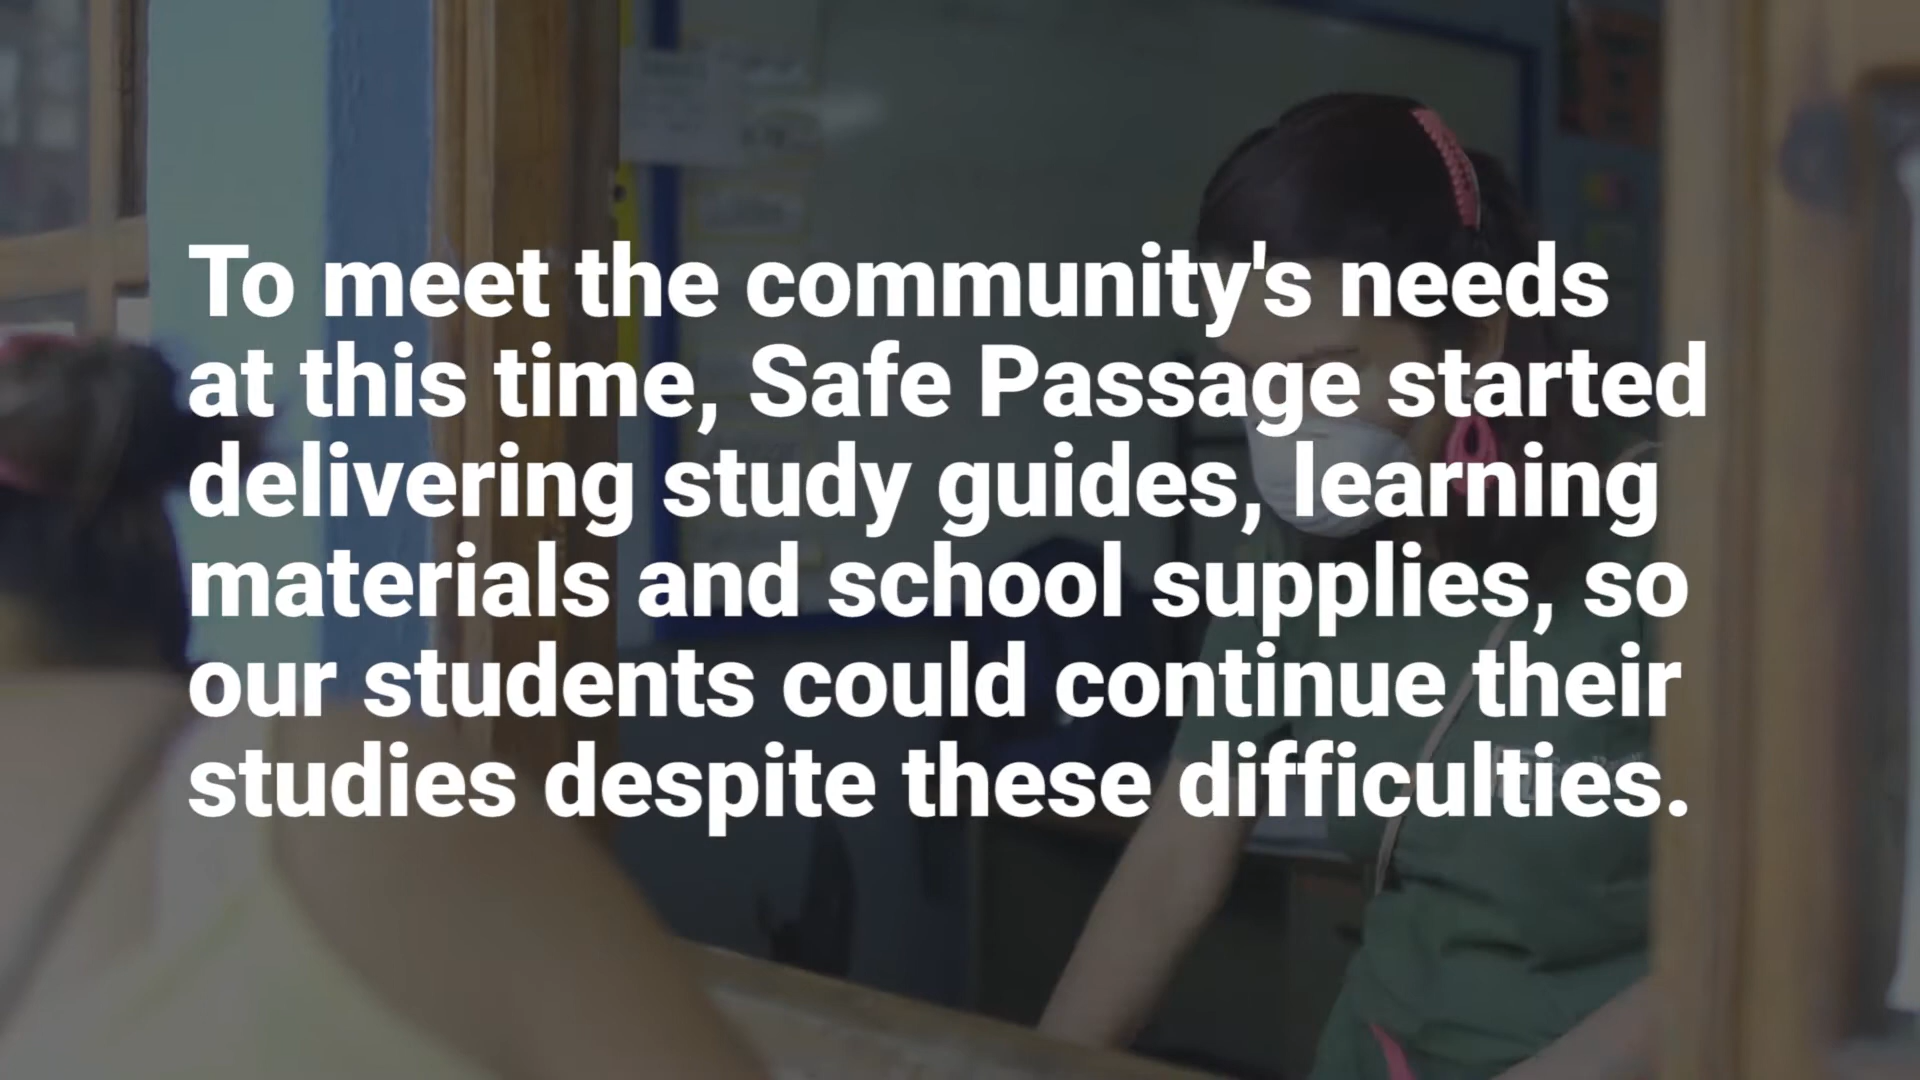 To meet the community's needs
at this time, Safe Passage started
delivering study guides, learning
materials and school supplies, so
our students could continue their
studies despite these difficulties.